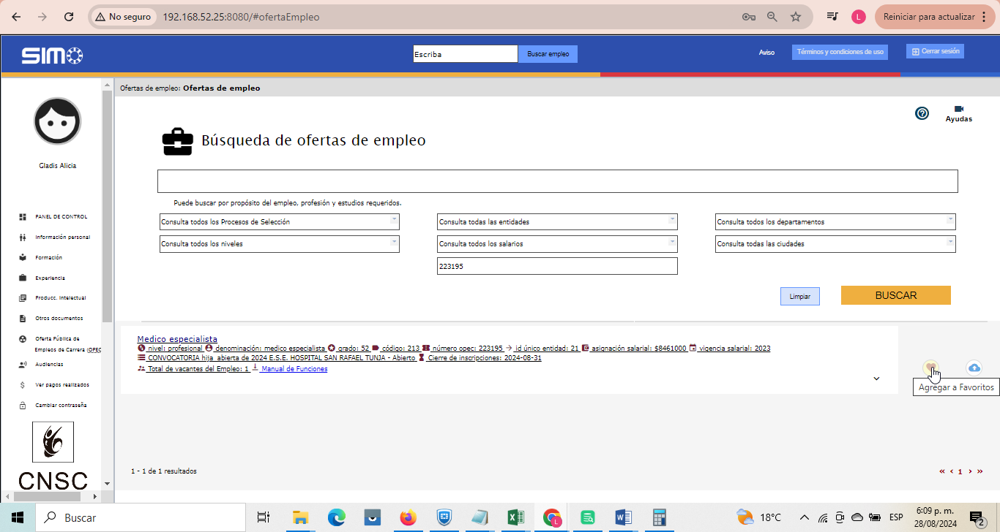 No seguro
192.168.52.25:8080/#ofertaEmpleo
L
Reiniciar para actualizar
SIMO
Escriba
Buscar empleo
Aviso
Términos y condiciones de uso
Cerrar sesión
Ofertas de empleo: Ofertas de empleo
Ayudas
Gladis Alicia
PANEL DE CONTROL
Información personal
Formación
Experiencia
Producc. Intelectual
Otros documentos
Oferta Pública de
Empleos de Carrera (OPEC
Audiencias
Ver pagos realizados
Cambiar contraseña
CNSC
Búsqueda de ofertas de empleo
Puede buscar por propósito del empleo, profesión y estudios requeridos.
Consulta todos los Procesos de Selección
Consulta todas las entidades
Consulta todos los departamentos
Consulta todos los niveles
Consulta todos los salarios
Consulta todas las ciudades
223195
Limpiar
BUSCAR
Medico especialista
nivel: profesional denominación: medico especialista grado: 52 código: 213 número opec: 223195 id único entidad: 21 asignación salarial: $8461000 vigencia salarial: 2023
CONVOCATORIA hija abierta de 2024 E.S.E. HOSPITAL SAN RAFAEL TUNJA - Abierto Cierre de inscripciones: 2024-08-31
Total de vacantes del Empleo: 1 Manual de Funciones
Agregar a Favoritos
1 - 1 de 1 resultados
« ‹ 1 › »
Buscar
L
18°C
ESP
6:09 p. m.
28/08/2024
2